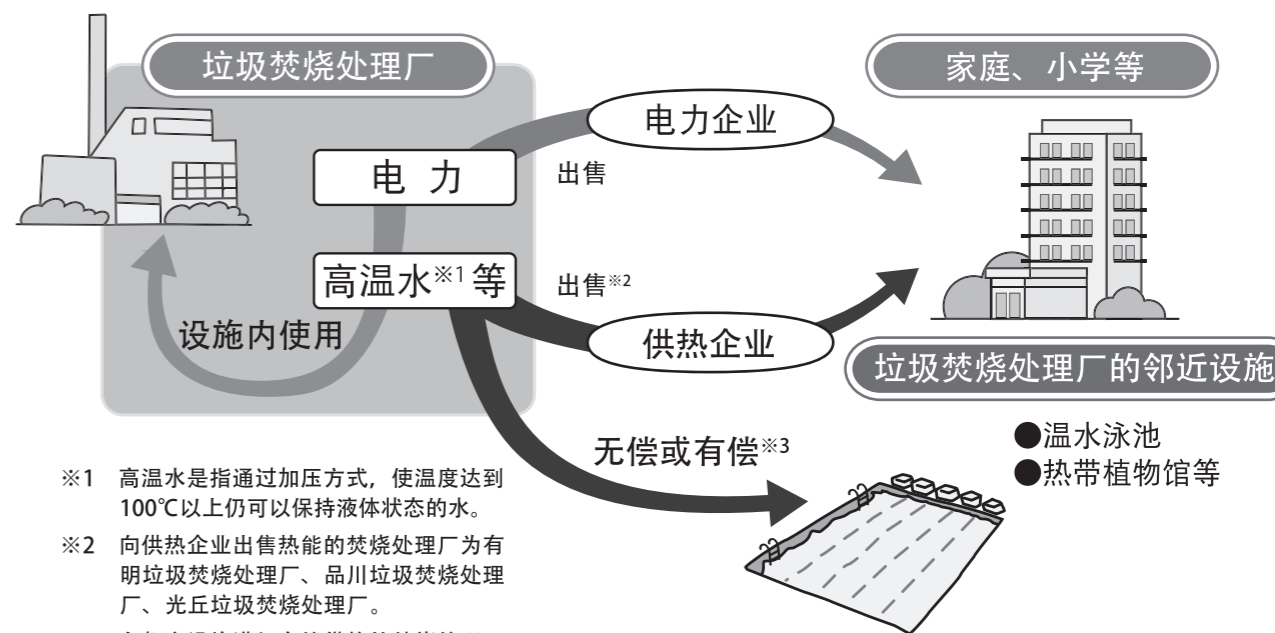 垃圾焚烧处理厂
家庭、小学等
电力企业
电 力
出售
高温水※1 等
出售※2
设施内使用
供热企业
垃圾焚烧处理厂的邻近设施
无偿或有偿※3
●温水泳池
●热带植物馆等
※1 高温水是指通过加压方式，使温度达到
100℃以上仍可以保持液体状态的水。
※2 向供热企业出售热能的焚烧处理厂为有
明垃圾焚烧处理厂、品川垃圾焚烧处理
厂、光丘垃圾焚烧处理厂。